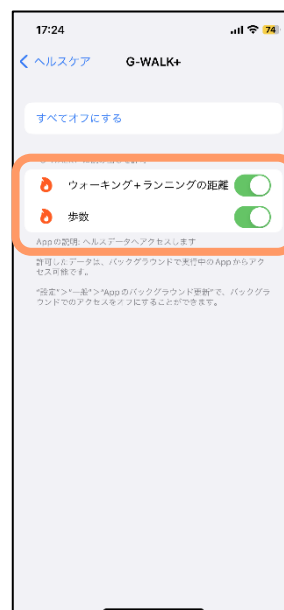 17:24
74
ヘルスケア
G-WALK+
すべてオフにする
ウォーキング+ランニングの距離
歩数
Appの説明: ヘルスデータへアクセスします
許可したデータは、バックグラウンドで実行中のAppからアク
セス可能です。
"設定">"一般">"Appのバックグラウンド更新"で、バックグラ
ウンドでのアクセスをオフにすることができます。